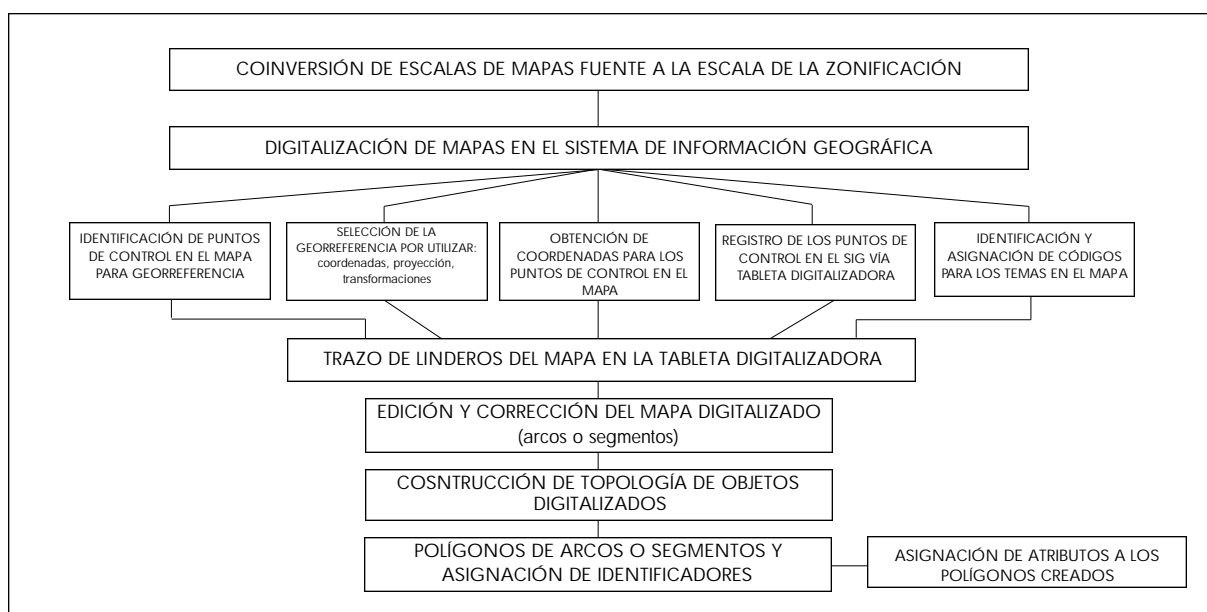 COINVERSIÓN DE ESCALAS DE MAPAS FUENTE A LA ESCALA DE LA ZONIFICACIÓN
DIGITALIZACIÓN DE MAPAS EN EL SISTEMA DE INFORMACIÓN GEOGRÁFICA
IDENTIFICACIÓN DE PUNTOS
DE CONTROL EN EL MAPA
PARA GEORREFERENCIA
SELECCIÓN DE LA
GEORREFERENCIA POR UTILIZAR:
coordenadas, proyección,
transformaciones
OBTENCIÓN DE
COORDENADAS PARA LOS
PUNTOS DE CONTROL EN EL
MAPA
REGISTRO DE LOS PUNTOS DE
CONTROL EN EL SIG VÍA
TABLETA DIGITALIZADORA
IDENTIFICACIÓN Y
ASIGNACIÓN DE CÓDIGOS
PARA LOS TEMAS EN EL MAPA
TRAZO DE LINDEROS DEL MAPA EN LA TABLETA DIGITALIZADORA
EDICIÓN Y CORRECCIÓN DEL MAPA DIGITALIZADO
(arcos o segmentos)
COSNTRUCCIÓN DE TOPOLOGÍA DE OBJETOS
DIGITALIZADOS
POLÍGONOS DE ARCOS O SEGMENTOS Y
ASIGNACIÓN DE IDENTIFICADORES
ASIGNACIÓN DE ATRIBUTOS A LOS
POLÍGONOS CREADOS